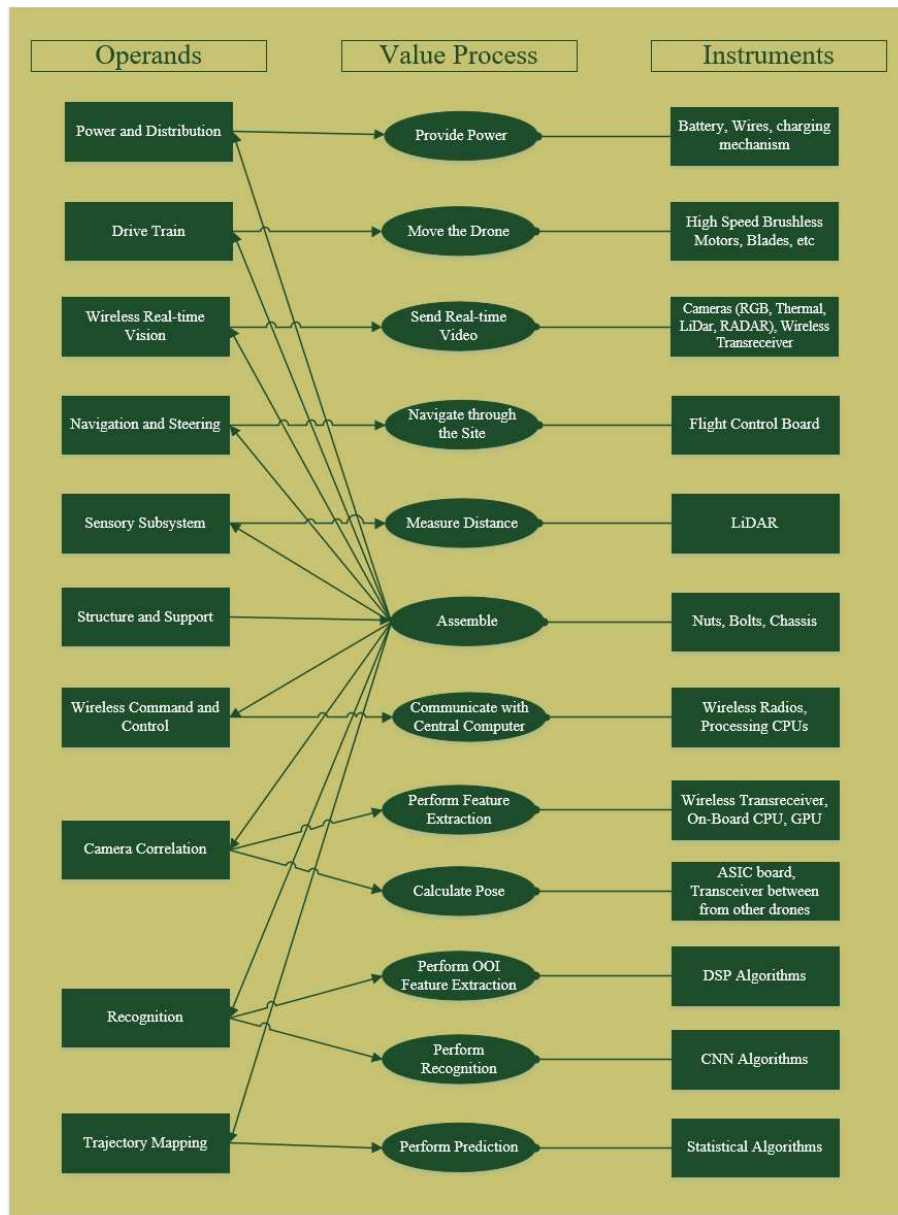 Operands
Value Process
Instruments
Power and Distribution
Provide Power
Battery, Wires, charging
mechanism
Drive Train
Move the Drone
High Speed Brushless
Motors, Blades, etc
Wireless Real-time
Vision
Send Real-time
Video
Cameras (RGB, Thermal,
LiDar, RADAR), Wireless
Transreceiver
Navigation and Steering
Navigate through
the Site
Flight Control Board
Sensory Subsystem
Measure Distance
LiDAR
Structure and Support
Assemble
Nuts, Bolts, Chassis
Wireless Command and
Control
Communicate with
Central Computer
Wireless Radios,
Processing CPUs
Camera Correlation
Perform Feature
Extraction
Wireless Transreceiver,
On-Board CPU, GPU
Calculate Pose
ASIC board,
Transceiver between
from other drones
Recognition
Perform OOI
Feature Extraction
DSP Algorithms
Perform
Recognition
CNN Algorithms
Trajectory Mapping
Perform Prediction
Statistical Algorithms